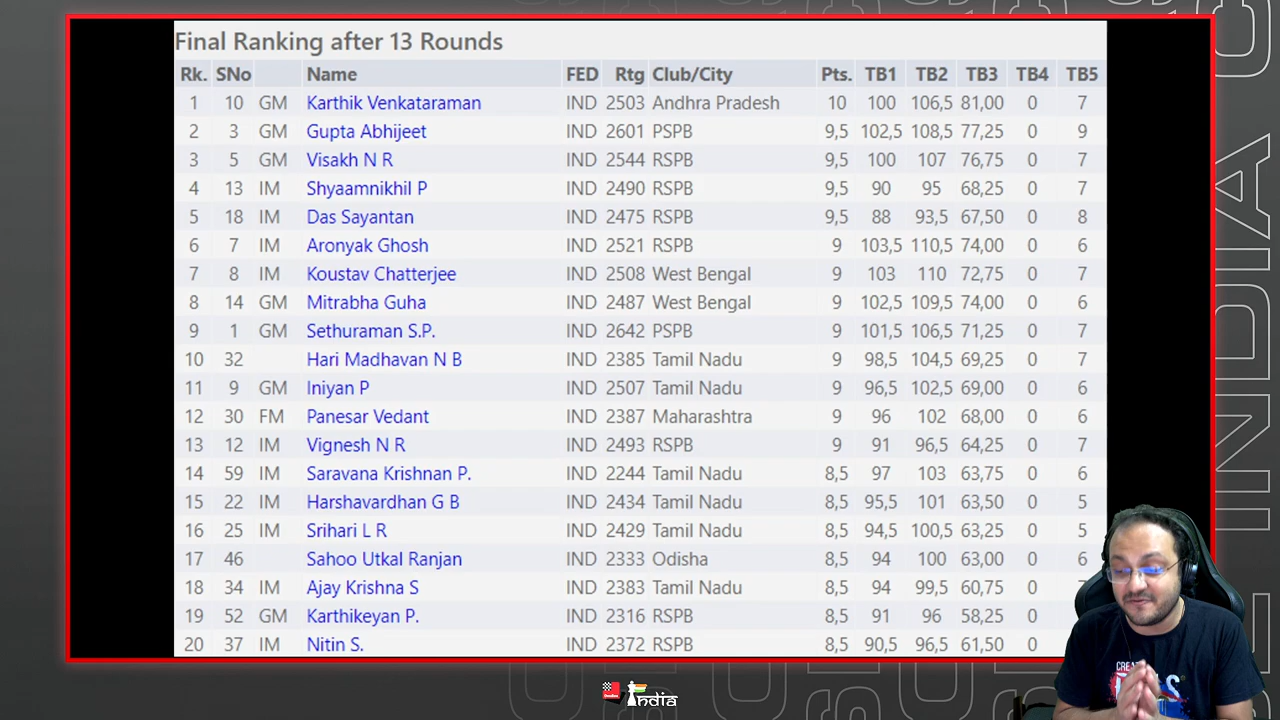 Final Ranking after 13 Rounds
Rk. SNo Name FED Rtg Club/City Pts. TB1 TB2 TB3 TB4 TB5
1 10 GM Karthik Venkataraman IND 2503 Andhra Pradesh 10 100 106,5 81,00 0 7
2 3 GM Gupta Abhijeet IND 2601 PSPB 9,5 102,5 108,5 77,25 0 9
3 5 GM Visakh N R IND 2544 RSPB 9,5 100 107 76,75 0 7
4 13 IM Shyaamnikhil P IND 2490 RSPB 9,5 90 95 68,25 0 7
5 18 IM Das Sayantan IND 2475 RSPB 9,5 88 93,5 67,50 0 8
6 7 IM Aronyak Ghosh IND 2521 RSPB 9 103,5 110,5 74,00 0 6
7 8 IM Koustav Chatterjee IND 2508 West Bengal 9 103 110 72,75 0 7
8 14 GM Mitrabha Guha IND 2487 West Bengal 9 102,5 109,5 74,00 0 6
9 1 GM Sethuraman S.P. IND 2642 PSPB 9 101,5 106,5 71,25 0 7
10 32 Hari Madhavan N B IND 2385 Tamil Nadu 9 98,5 104,5 69,25 0 7
11 9 GM Iniyan P IND 2507 Tamil Nadu 9 96,5 102,5 69,00 0 6
12 30 FM Panesar Vedant IND 2387 Maharashtra 9 96 102 68,00 0 6
13 12 IM Vignesh N R IND 2493 RSPB 9 91 96,5 64,25 0 7
14 59 IM Saravana Krishnan P. IND 2244 Tamil Nadu 8,5 97 103 63,75 0 6
15 22 IM Harshavardhan G B IND 2434 Tamil Nadu 8,5 95,5 101 63,50 0 5
16 25 IM Srihari L R IND 2429 Tamil Nadu 8,5 94,5 100,5 63,25 0 5
17 46 Sahoo Utkal Ranjan IND 2333 Odisha 8,5 94 100 63,00 0 6
18 34 IM Ajay Krishna S IND 2383 Tamil Nadu 8,5 94 99,5 60,75 0
19 52 GM Karthikeyan P. IND 2316 RSPB 8,5 91 96 58,25 0
20 37 IM Nitin S. IND 2372 RSPB 8,5 90,5 96,5 61,50 0
India
INDIA